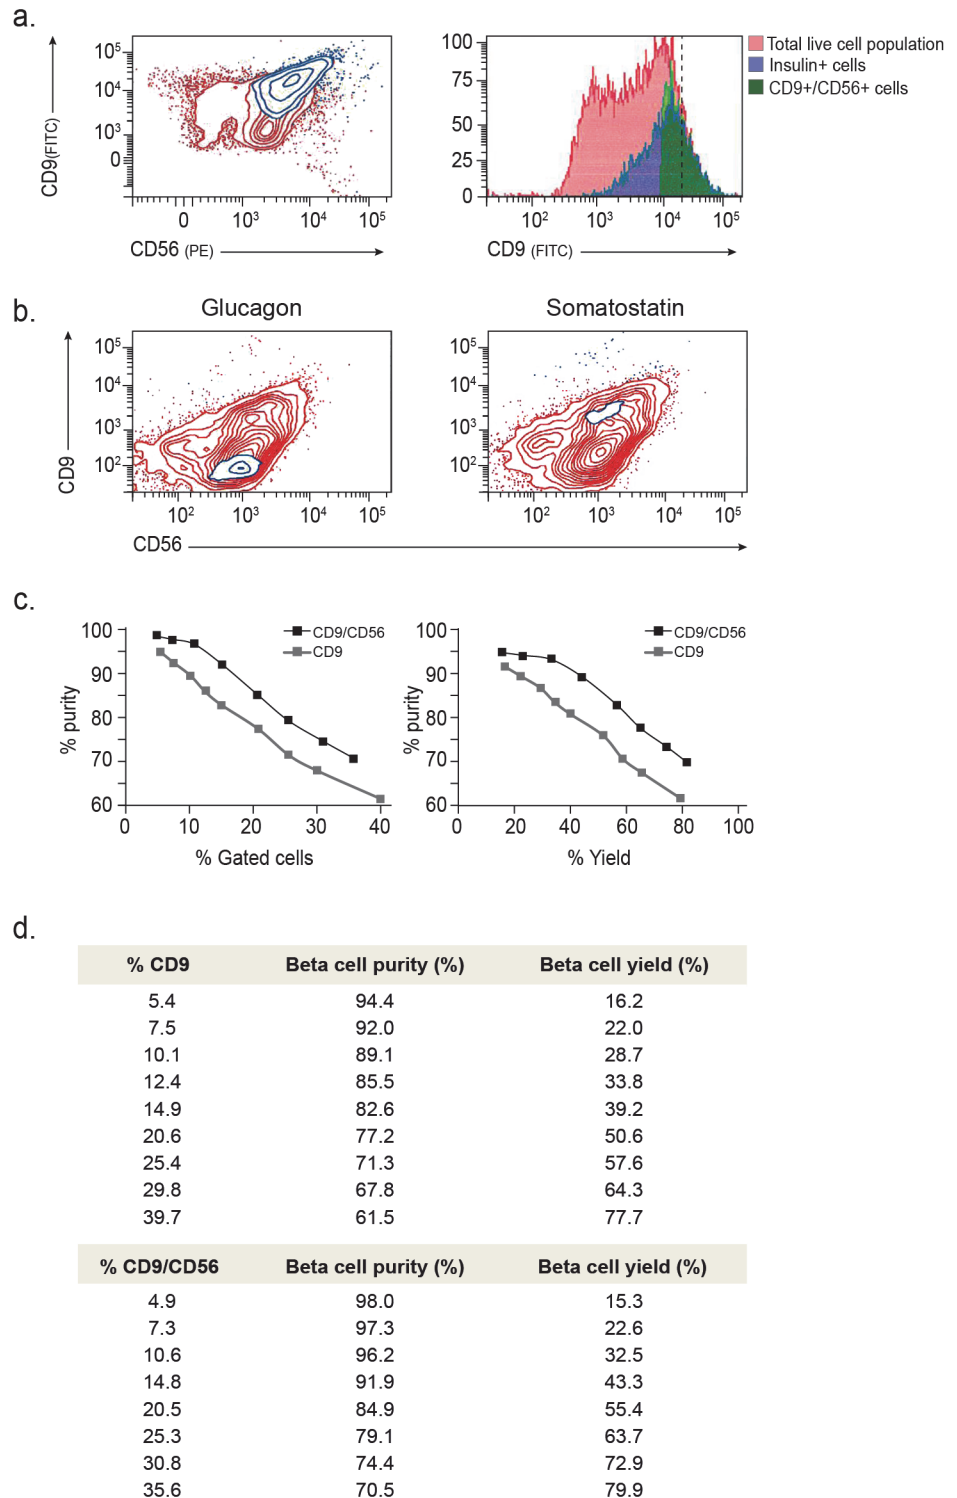 a.
10⁵
10⁴
10³
0
CD9(FITC)
0 10³ 10⁴ 10⁵
CD56 (PE)
100
75
50
25
0
10² 10³ 10⁴ 10⁵
CD9 (FITC)
Total live cell population
Insulin+ cells
CD9+/CD56+ cells
b.
Glucagon
Somatostatin
10⁵
10⁴
10³
10²
CD9
10² 10³ 10⁴ 10⁵
10⁵
10⁴
10³
10²
10² 10³ 10⁴ 10⁵
CD56
c.
100
90
80
70
60
% purity
CD9/CD56
CD9
0 10 20 30 40
% Gated cells
100
90
80
70
60
% purity
CD9/CD56
CD9
0 20 40 60 80 100
% Yield
d.
% CD9 Beta cell purity (%) Beta cell yield (%)
5.4 94.4 16.2
7.5 92.0 22.0
10.1 89.1 28.7
12.4 85.5 33.8
14.9 82.6 39.2
20.6 77.2 50.6
25.4 71.3 57.6
29.8 67.8 64.3
39.7 61.5 77.7
% CD9/CD56 Beta cell purity (%) Beta cell yield (%)
4.9 98.0 15.3
7.3 97.3 22.6
10.6 96.2 32.5
14.8 91.9 43.3
20.5 84.9 55.4
25.3 79.1 63.7
30.8 74.4 72.9
35.6 70.5 79.9